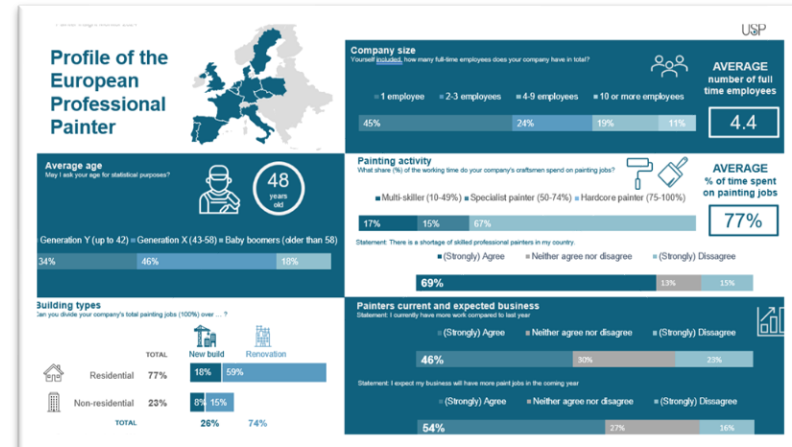 USP
Profile of the
European
Professional
Painter
Company size
Yourself included, how many full-time employees does your company have in total?
1 employee 2-3 employees 4-9 employees 10 or more employees
45% 24% 19% 11%
AVERAGE
number of full
time employees
4.4
Average age
May I ask your age for statistical purposes?
48
years
old
Generation Y (up to 42) Generation X (43-58) Baby boomers (older than 58)
34% 46% 18%
Painting activity
What share (%) of the working time do your company's craftsmen spend on painting jobs?
Multi-skiller (10-49%) Specialist painter (50-74%) Hardcore painter (75-100%)
17% 15% 67%
AVERAGE
% of time spent
on painting jobs
77%
Statement: There is a shortage of skilled professional painters in my country.
(Strongly) Agree Neither agree nor disagree (Strongly) Dissagree
69% 13% 15%
Building types
Can you divide your company's total painting jobs (100%) over ... ?
TOTAL New build Renovation
Residential 77% 18% 59%
Non-residential 23% 8% 15%
TOTAL 26% 74%
Painters current and expected business
Statement: I currently have more work compared to last year
(Strongly) Agree Neither agree nor disagree (Strongly) Dissagree
46% 30% 23%
Statement: I expect my business will have more paint jobs in the coming year
(Strongly) Agree Neither agree nor disagree (Strongly) Dissagree
54% 27% 16%